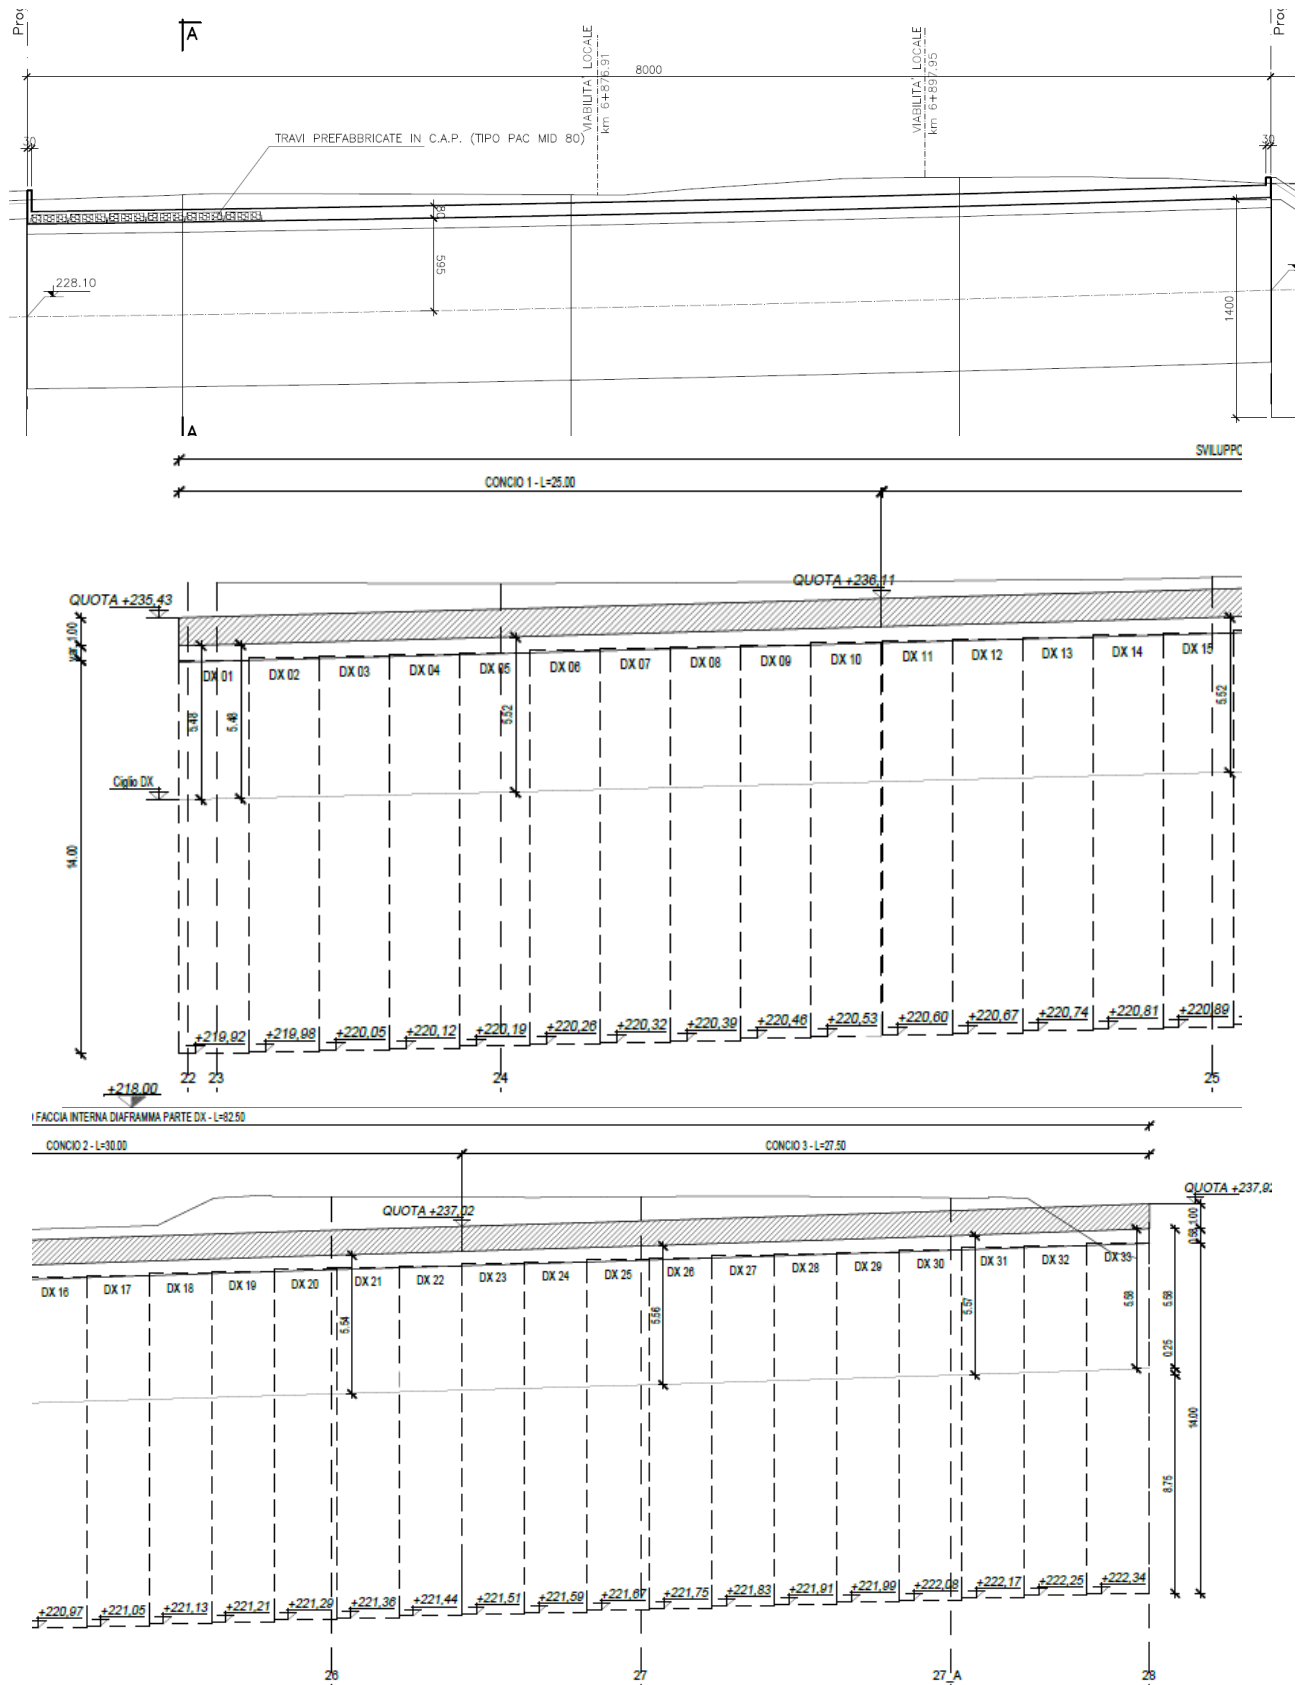 A
8000
VIABILITA' LOCALE
km 6+876.91
VIABILITA' LOCALE
km 6+897.95
30
TRAVI PREFABBRICATE IN C.A.P. (TIPO PAC MID 80)
30
80
595
228.10
1400
A
SVILUPPO
CONCIO 1 - L=25.00
QUOTA +236,11
QUOTA +235,43
1.00
DX 01
DX 02
DX 03
DX 04
DX 05
DX 06
DX 07
DX 08
DX 09
DX 10
DX 11
DX 12
DX 13
DX 14
DX 15
5.48
5.48
5.52
5.52
Ciglio DX
14.00
+219,92
+219,98
+220,05
+220,12
+220,19
+220,26
+220,32
+220,39
+220,46
+220,53
+220,60
+220,67
+220,74
+220,81
+220,89
22
23
24
25
+218.00
FACCIA INTERNA DIAFRAMMA PARTE DX - L=82.50
CONCIO 2 - L=30.00
CONCIO 3 - L=27.50
QUOTA +237,02
QUOTA +237,92
1.00
0.58
DX 16
DX 17
DX 18
DX 19
DX 20
DX 21
DX 22
DX 23
DX 24
DX 25
DX 26
DX 27
DX 28
DX 29
DX 30
DX 31
DX 32
DX 33
5.54
5.56
5.57
5.58
5.58
0.25
14.00
8.75
+220,97
+221,05
+221,13
+221,21
+221,29
+221,36
+221,44
+221,51
+221,59
+221,67
+221,75
+221,83
+221,91
+221,99
+222,08
+222,17
+222,25
+222,34
26
27
27_A
28